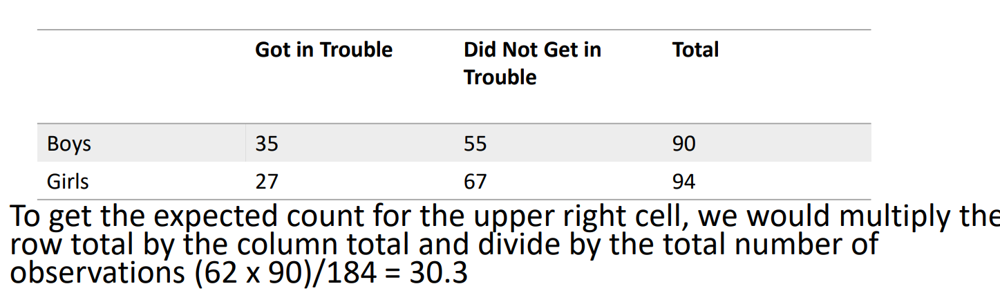 Got in Trouble Did Not Get in Total
Trouble
Boys 35 55 90
Girls 27 67 94
To get the expected count for the upper right cell, we would multiply the
row total by the column total and divide by the total number of
observations (62 x 90)/184 = 30.3